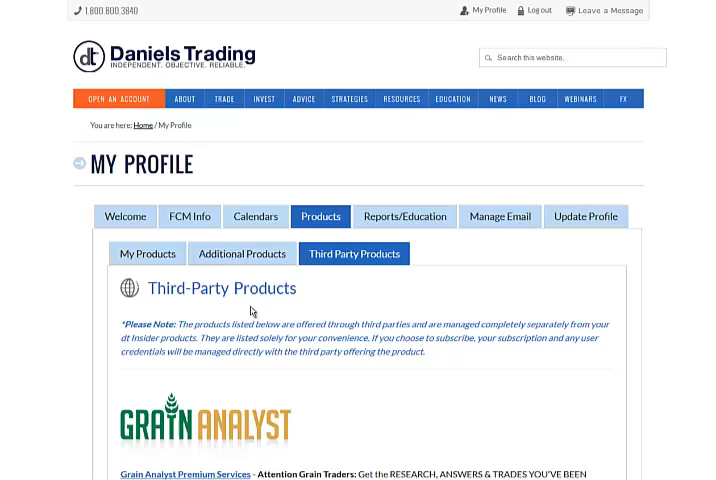 1.800.800.3840
My Profile
Log out
Leave a Message
dt Daniels Trading
INDEPENDENT. OBJECTIVE. RELIABLE.
Search this website..
OPEN AN ACCOUNT ABOUT TRADE INVEST ADVICE STRATEGIES RESOURCES EDUCATION NEWS BLOG WEBINARS FX
You are here: Home / My Profile
MY PROFILE
Welcome FCM Info Calendars Products Reports/Education Manage Email Update Profile
My Products Additional Products Third Party Products
Third-Party Products
*Please Note: The products listed below are offered through third parties and are managed completely separately from your
dt Insider products. They are listed solely for your convenience. If you choose to subscribe, your subscription and any user
credentials will be managed directly with the third party offering the product.
GRAIN ANALYST
Grain Analyst Premium Services - Attention Grain Traders: Get the RESEARCH, ANSWERS & TRADES YOU'VE BEEN